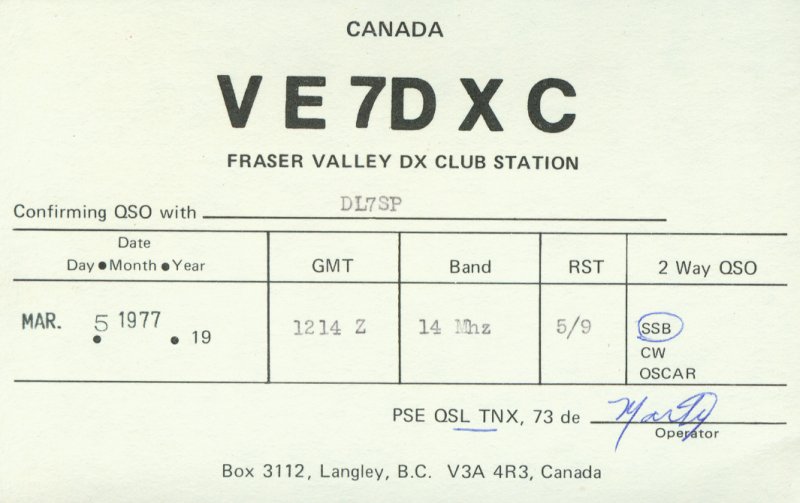 CANADA
VE7DXC
FRASER VALLEY DX CLUB STATION
Confirming QSO with DL7SP
Date
Day • Month • Year GMT Band RST 2 Way QSO
MAR. 5 1977 1214 Z 14 Mhz 5/9 SSB
• • 19
CW
OSCAR
PSE QSL TNX, 73 de Marty
Operator
Box 3112, Langley, B.C. V3A 4R3, Canada